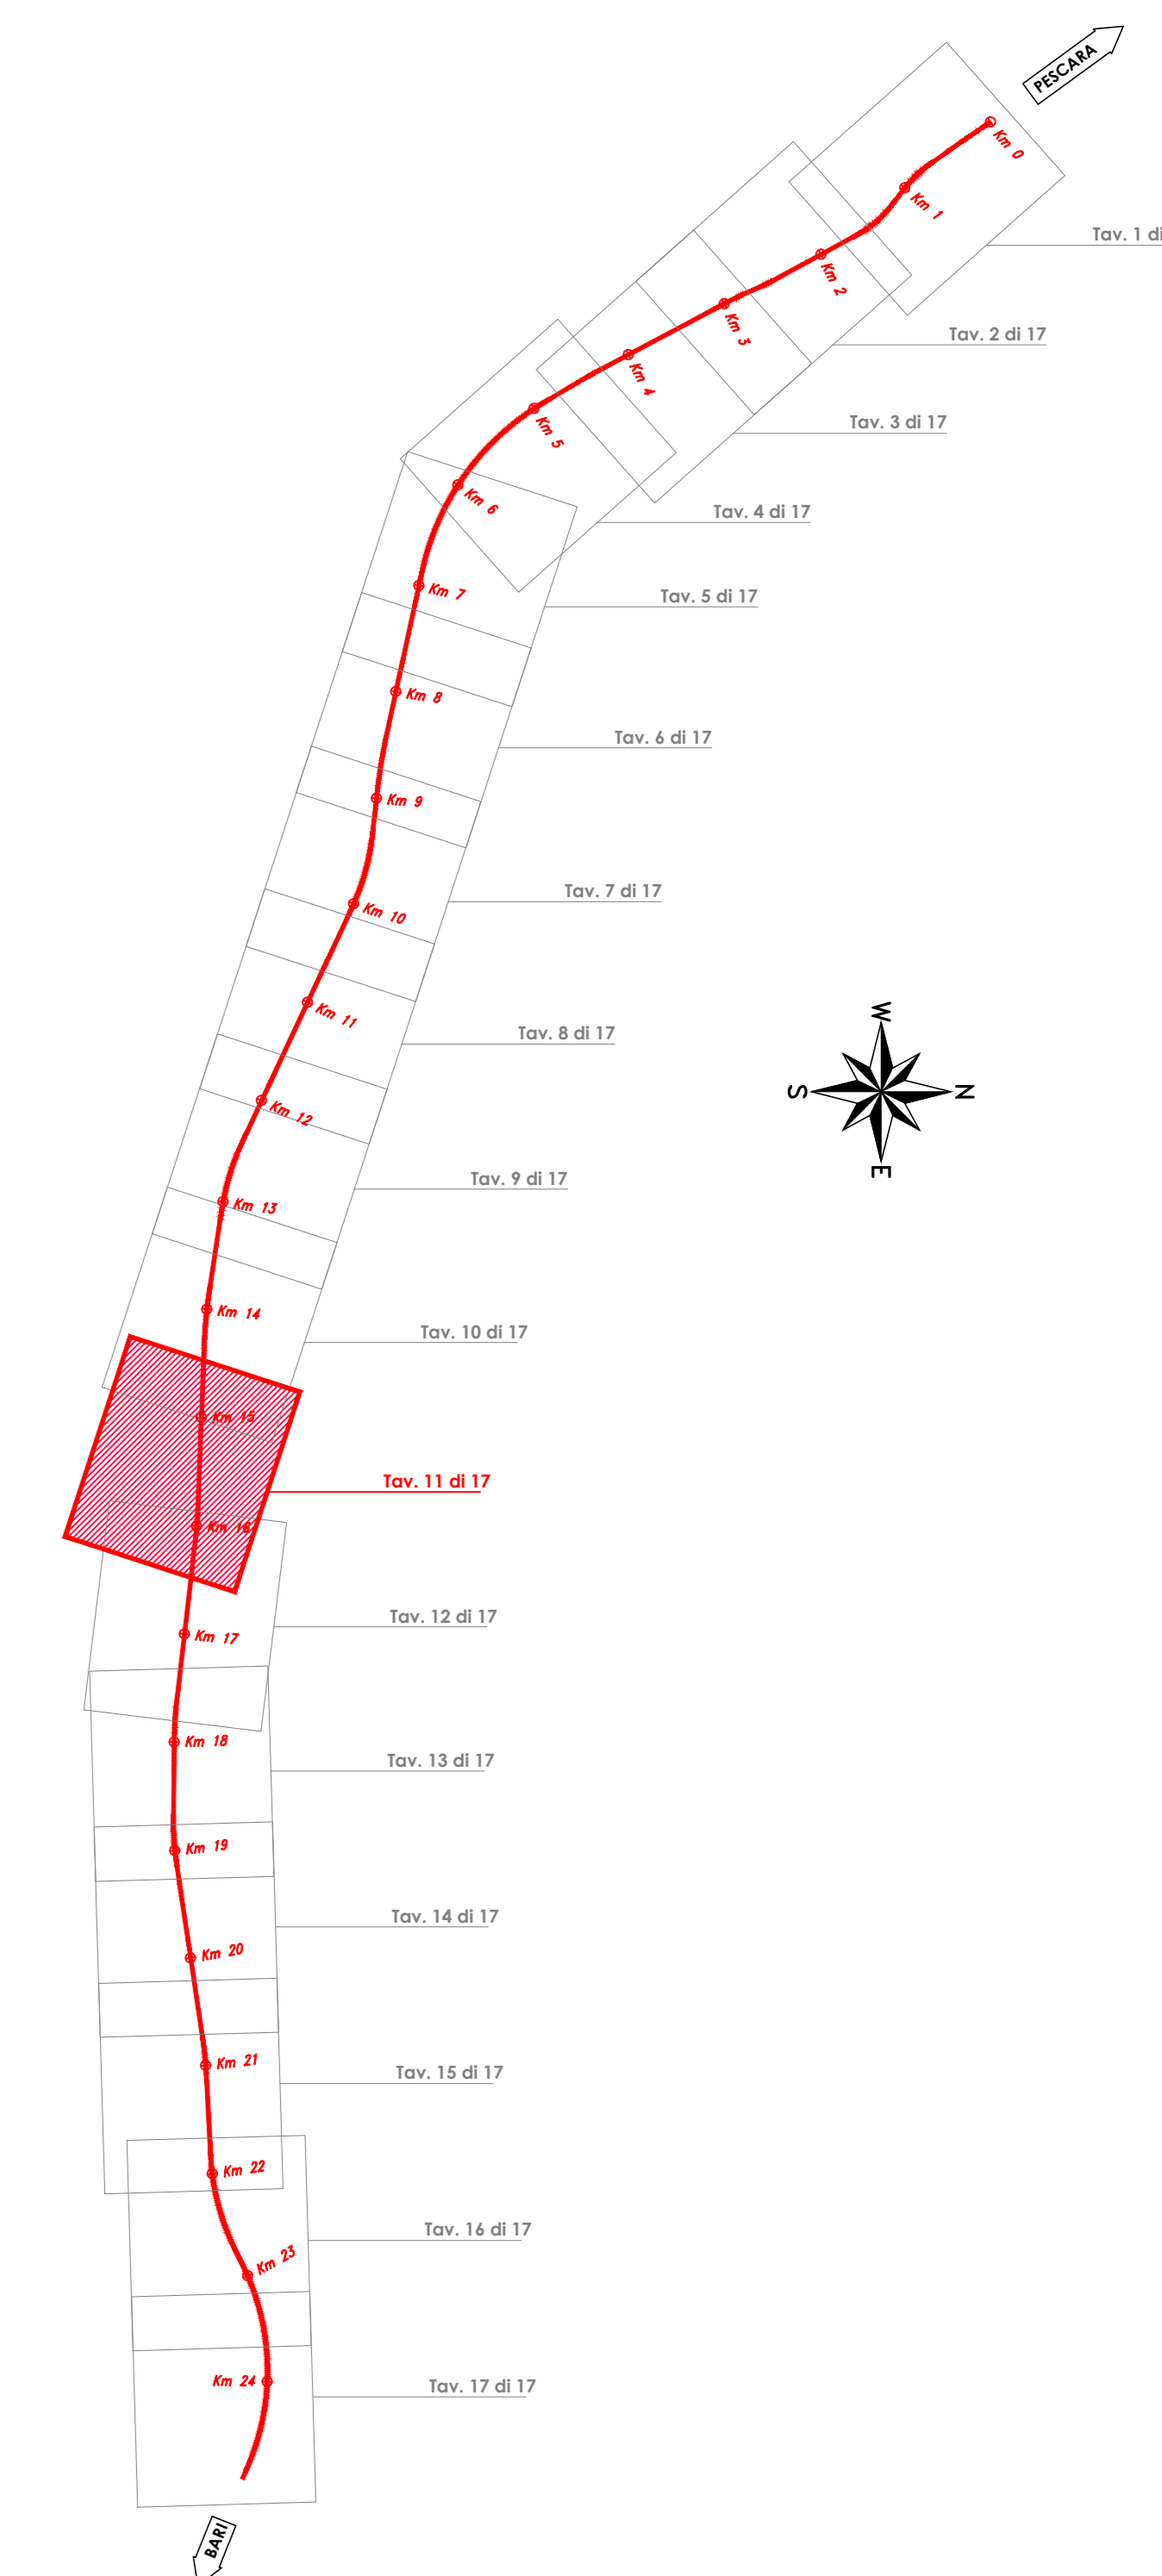 PESCARA
Km 0
Km 1
Tav. 1 di
Km 2
Km 3
Tav. 2 di 17
Km 4
Km 5
Tav. 3 di 17
Km 6
Tav. 4 di 17
Km 7
Tav. 5 di 17
Km 8
Tav. 6 di 17
Km 9
Tav. 7 di 17
Km 10
W
Km 11
Tav. 8 di 17
S
N
Km 12
E
Tav. 9 di 17
Km 13
Km 14
Tav. 10 di 17
Km 15
Tav. 11 di 17
Km 16
Tav. 12 di 17
Km 17
Km 18
Tav. 13 di 17
Km 19
Tav. 14 di 17
Km 20
Km 21
Tav. 15 di 17
Km 22
Tav. 16 di 17
Km 23
Km 24
Tav. 17 di 17
BARI